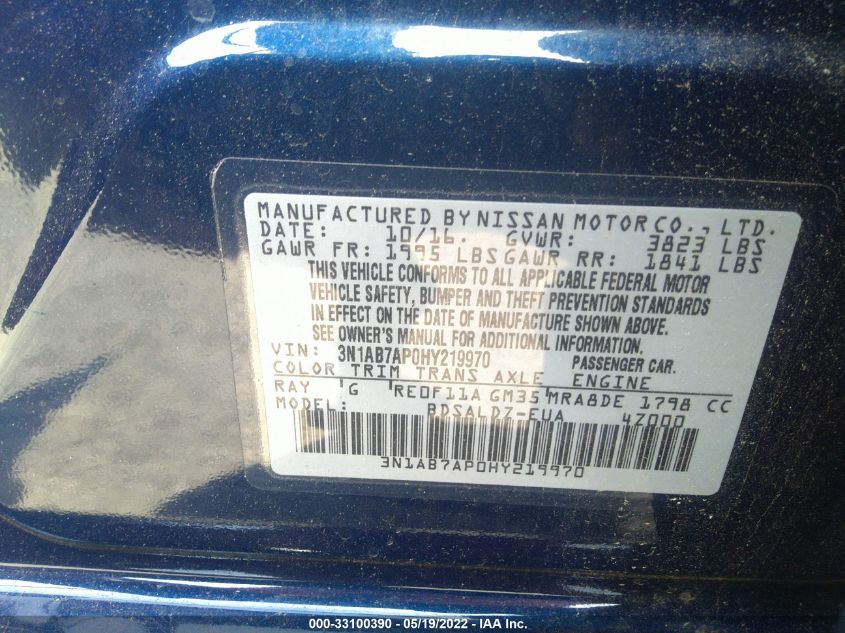 MANUFACTURED BY NISSAN MOTOR CO., LTD.
DATE: 10/16. GVWR: 3823 LBS
GAWR FR: 1995 LBS GAWR RR: 1841 LBS
THIS VEHICLE CONFORMS TO ALL APPLICABLE FEDERAL MOTOR
VEHICLE SAFETY, BUMPER AND THEFT PREVENTION STANDARDS
IN EFFECT ON THE DATE OF MANUFACTURE SHOWN ABOVE.
SEE OWNER'S MANUAL FOR ADDITIONAL INFORMATION
VIN: 3N1AB7AP0HY219970 PASSENGER CAR.
COLOR TRIM TRANS AXLE ENGINE
RAY 'G 'RE0F11A GM35'MRA8DE 1798 CC
MODEL: BDSALDZ-EUA 4Z000
3N1AB7AP0HY219970
000-33100390 - 05/19/2022 - IAA Inc.